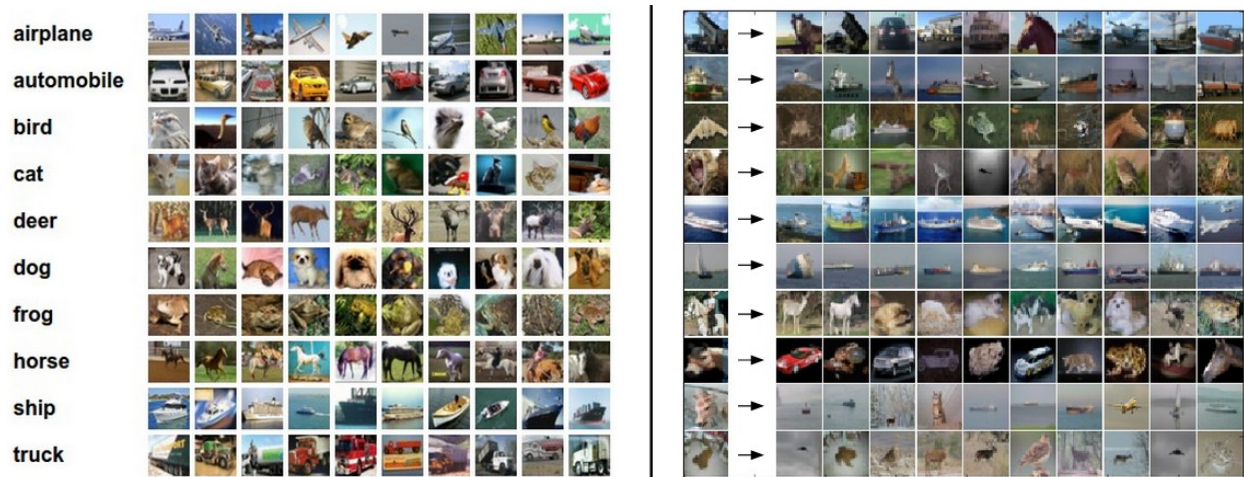 airplane
automobile
bird
cat
deer
dog
frog
horse
ship
truck